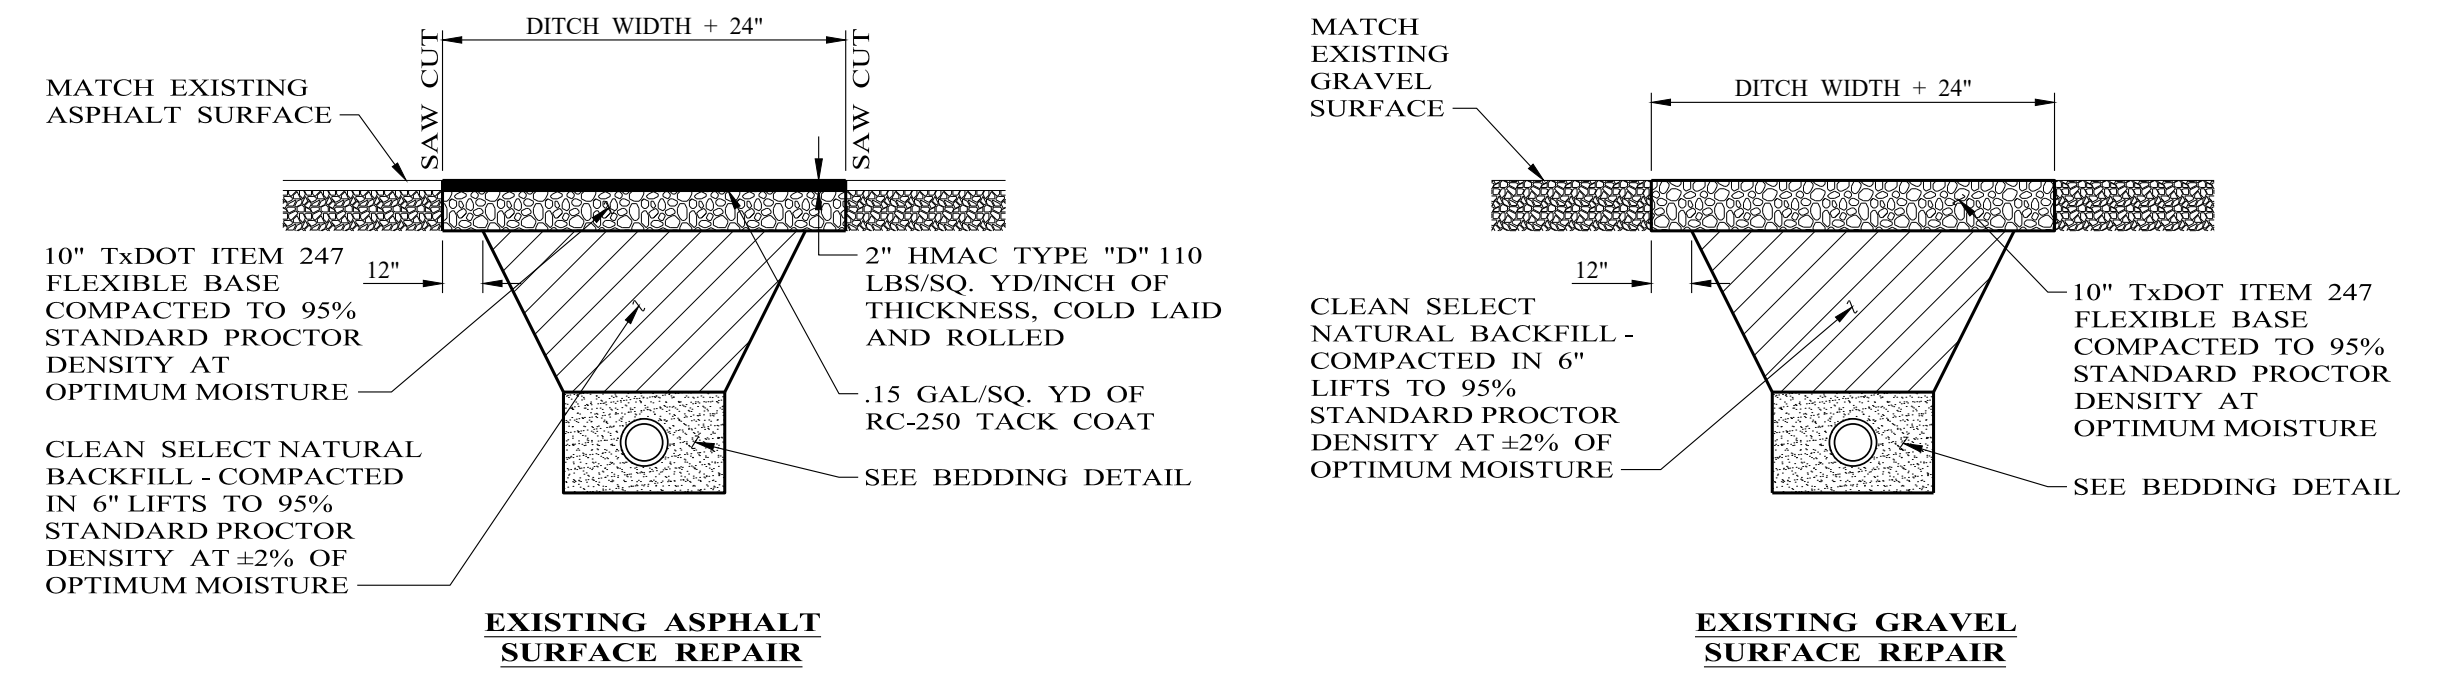 DITCH WIDTH + 24"
SAW CUT
SAW CUT
MATCH EXISTING
ASPHALT SURFACE
10" TxDOT ITEM 247
FLEXIBLE BASE
COMPACTED TO 95%
STANDARD PROCTOR
DENSITY AT
OPTIMUM MOISTURE
12"
CLEAN SELECT NATURAL
BACKFILL - COMPACTED
IN 6" LIFTS TO 95%
STANDARD PROCTOR
DENSITY AT ±2% OF
OPTIMUM MOISTURE
2" HMAC TYPE "D" 110
LBS/SQ. YD/INCH OF
THICKNESS, COLD LAID
AND ROLLED
.15 GAL/SQ. YD OF
RC-250 TACK COAT
SEE BEDDING DETAIL
EXISTING ASPHALT
SURFACE REPAIR
MATCH
EXISTING
GRAVEL
SURFACE
DITCH WIDTH + 24"
12"
CLEAN SELECT
NATURAL BACKFILL -
COMPACTED IN 6"
LIFTS TO 95%
STANDARD PROCTOR
DENSITY AT ±2% OF
OPTIMUM MOISTURE
10" TxDOT ITEM 247
FLEXIBLE BASE
COMPACTED TO 95%
STANDARD PROCTOR
DENSITY AT
OPTIMUM MOISTURE
SEE BEDDING DETAIL
EXISTING GRAVEL
SURFACE REPAIR